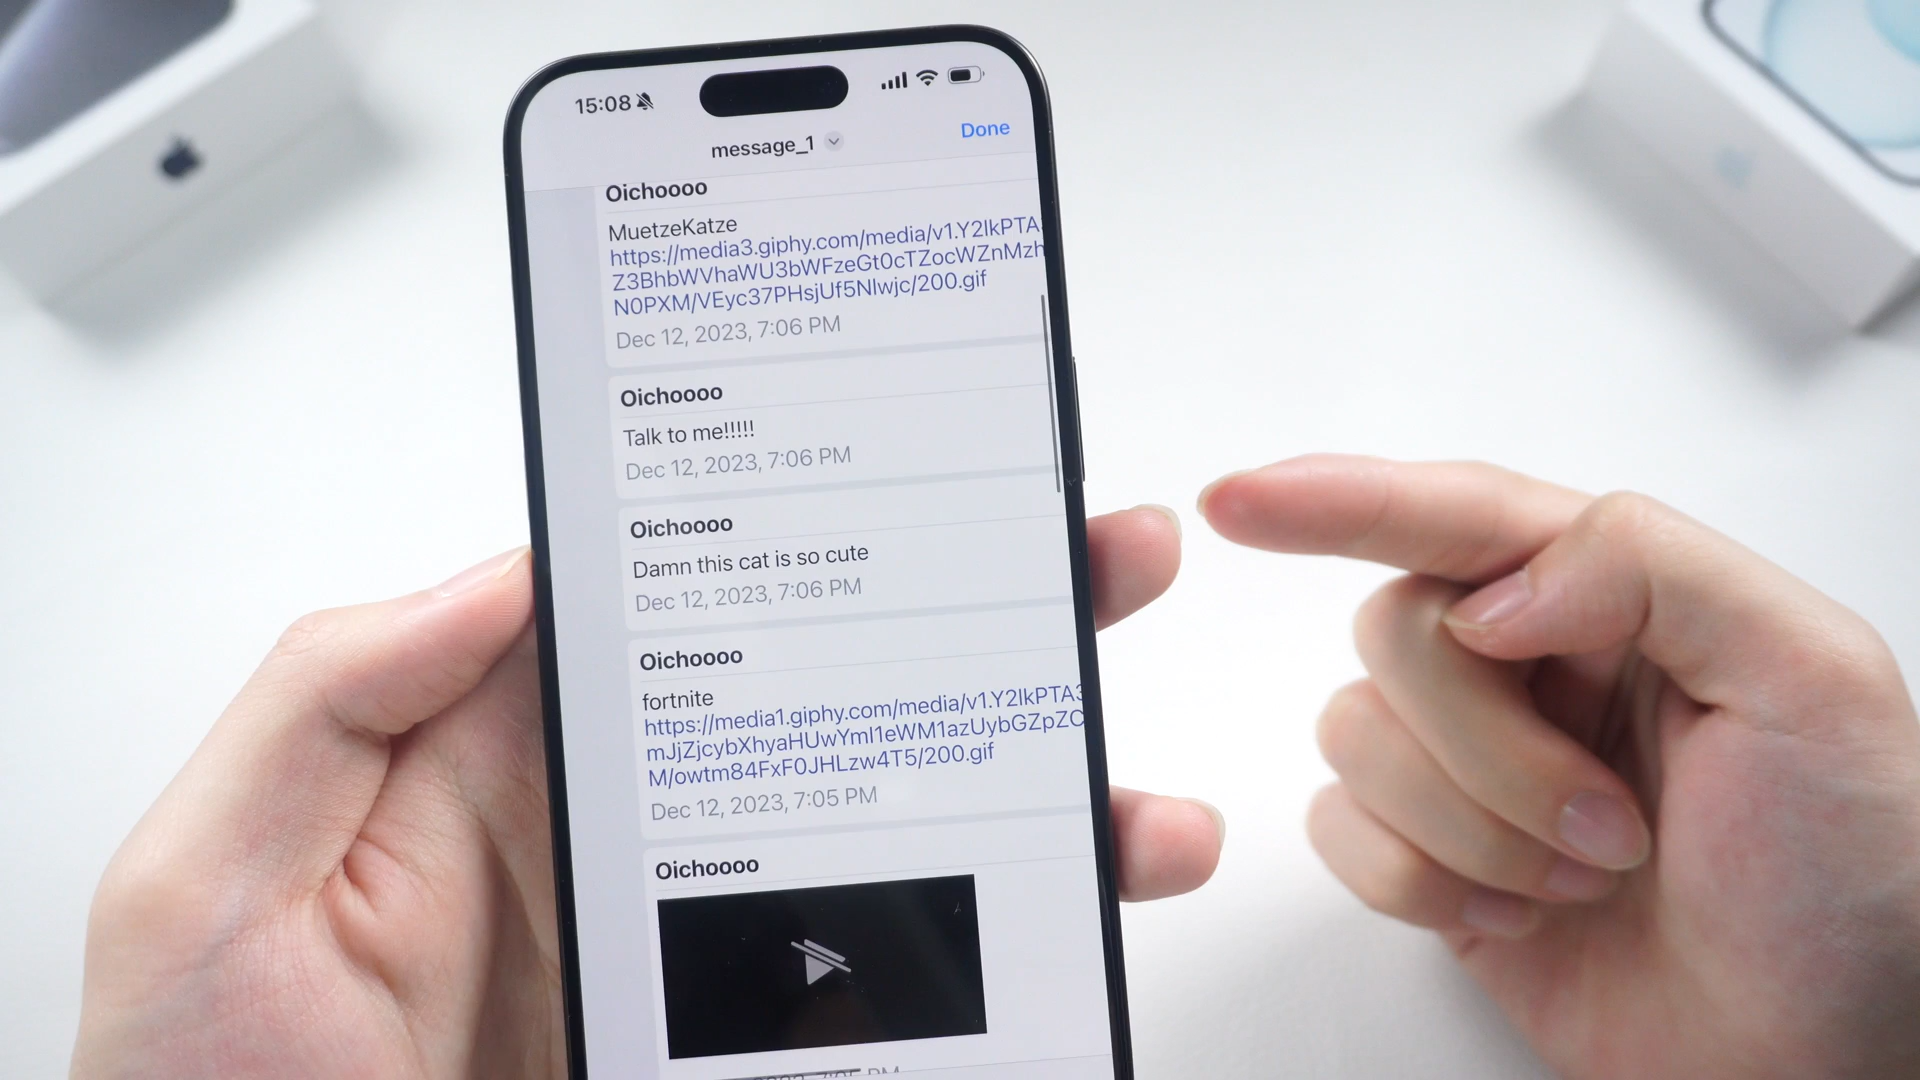 15:08
message_1
Done
Oichoooo
MuetzeKatze
https://media3.giphy.com/media/v1.Y2lkPTA
Z3BhbWVhaWU3bWFzeGt0cTZocWZnMzh
N0PXM/VEyc37PHsjUf5Nlwjc/200.gif
Dec 12, 2023, 7:06 PM
Oichoooo
Talk to me!!!!!
Dec 12, 2023, 7:06 PM
Oichoooo
Damn this cat is so cute
Dec 12, 2023, 7:06 PM
Oichoooo
fortnite
https://media1.giphy.com/media/v1.Y2lkPTA3
mJjZjcybXhyaHUwYml1eWM1azUybGZpZC
M/owtm84FxF0JHLzw4T5/200.gif
Dec 12, 2023, 7:05 PM
Oichoooo